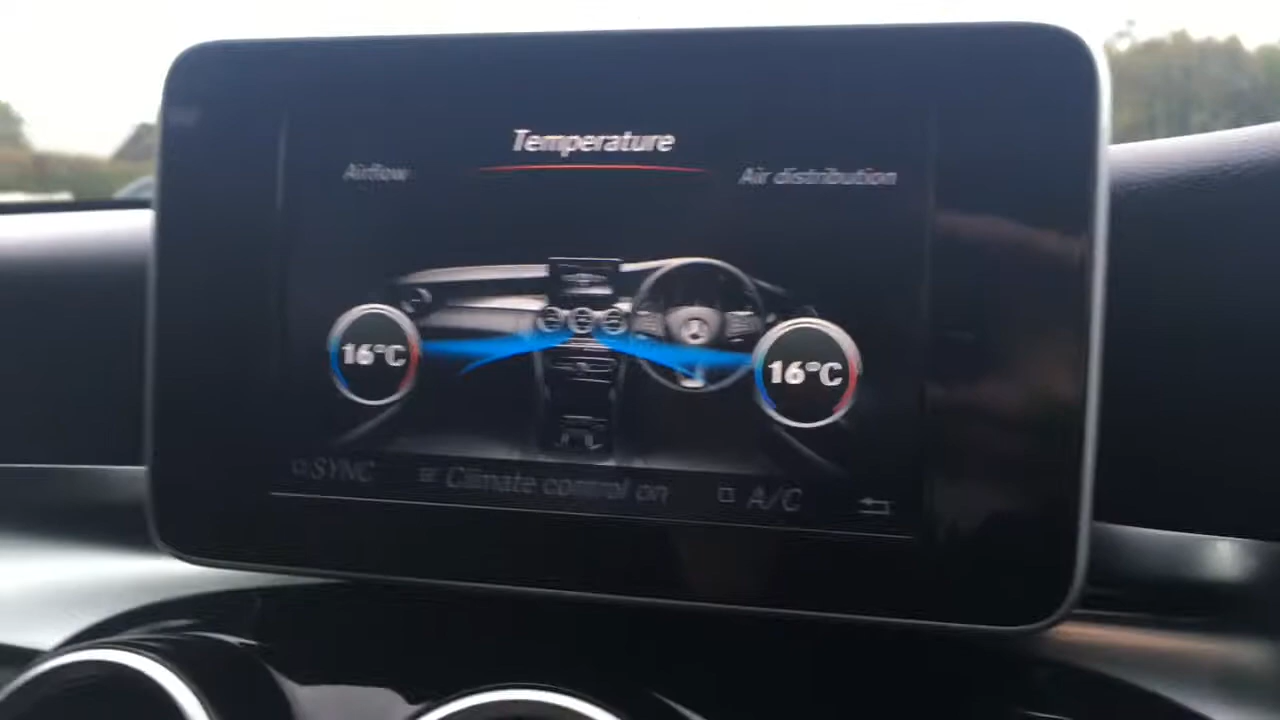 Temperature
Airflow
Air distribution
16°C
16°C
SYNC
Climate control on
A/C